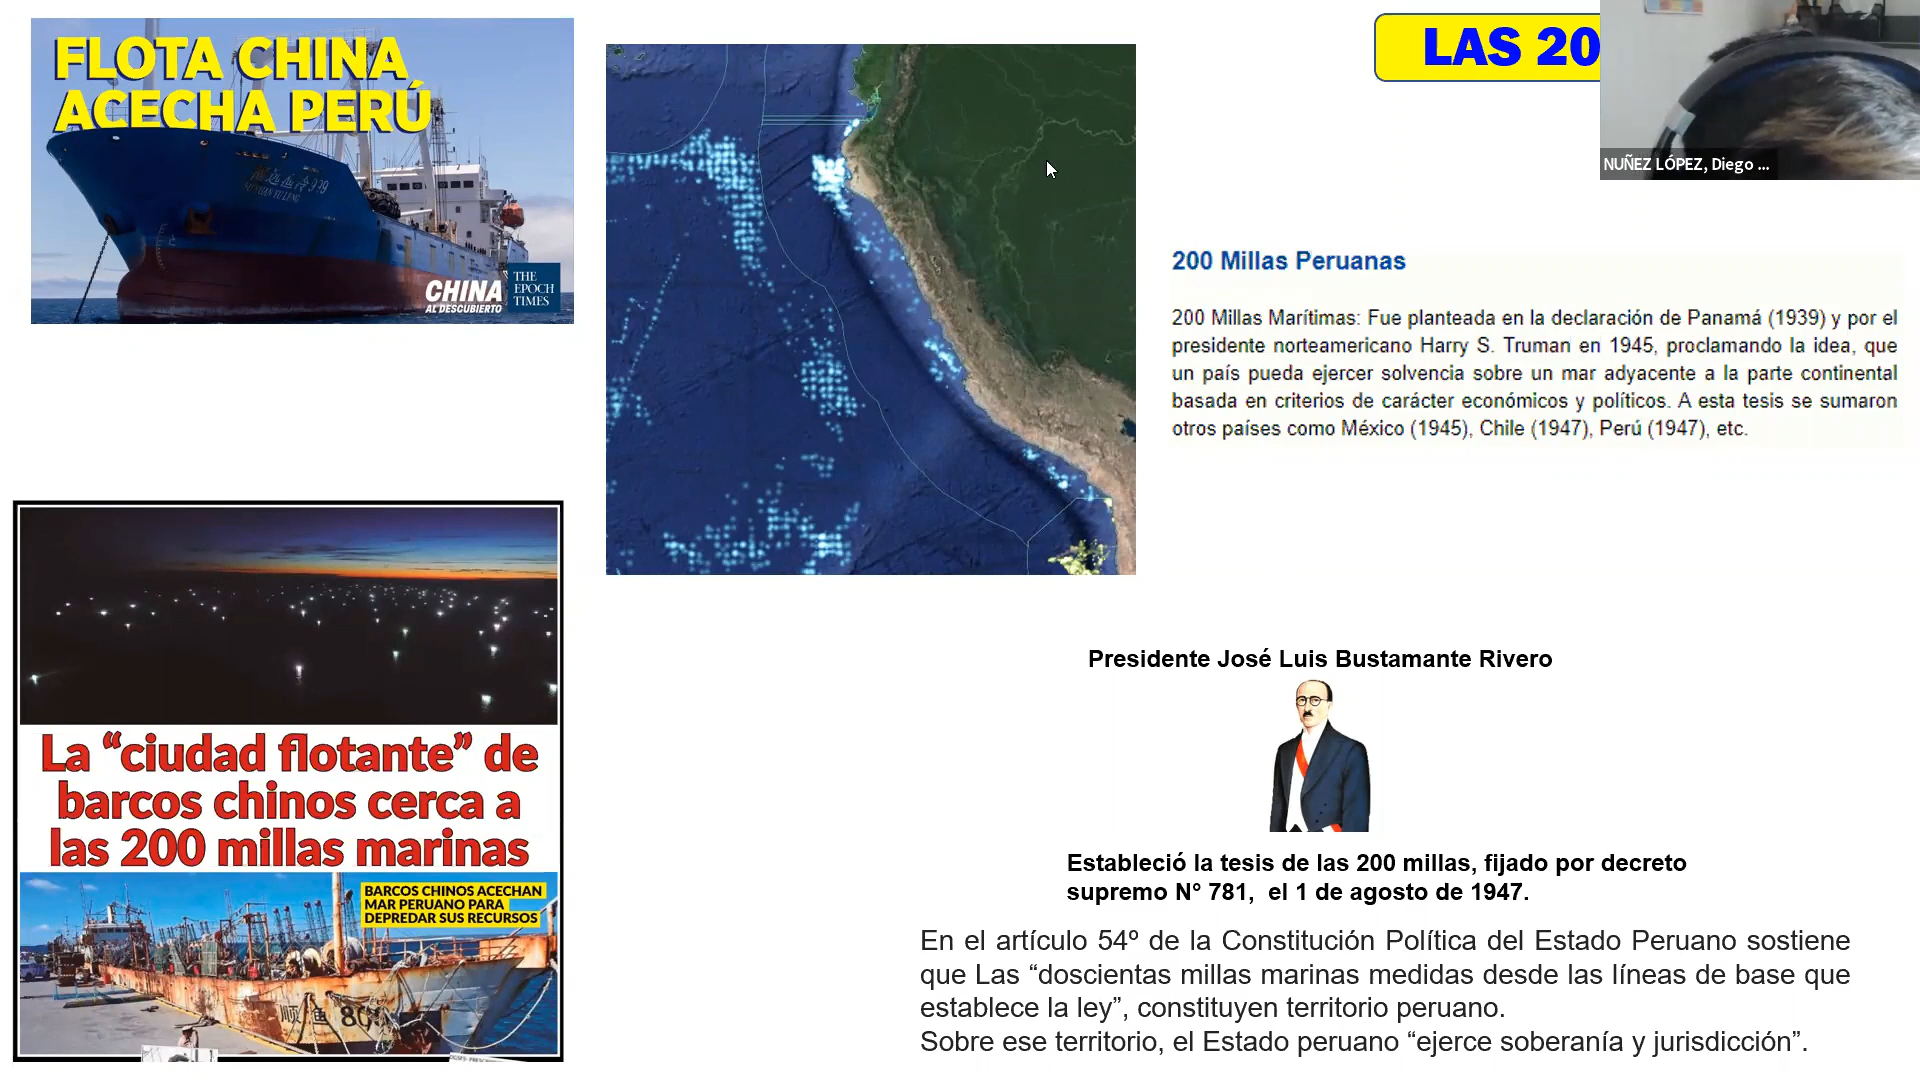 FLOTA CHINA
ACECHA PERÚ
CHINA
AL DESCUBIERTO
THE
EPOCH
TIMES
LAS 20
NUÑEZ LÓPEZ, Diego ...
200 Millas Peruanas
200 Millas Marítimas: Fue planteada en la declaración de Panamá (1939) y por el
presidente norteamericano Harry S. Truman en 1945, proclamando la idea, que
un país pueda ejercer solvencia sobre un mar adyacente a la parte continental
basada en criterios de carácter económicos y políticos. A esta tesis se sumaron
otros países como México (1945), Chile (1947), Perú (1947), etc.
La “ciudad flotante” de
barcos chinos cerca a
las 200 millas marinas
BARCOS CHINOS ACECHAN
MAR PERUANO PARA
DEPREDAR SUS RECURSOS
Presidente José Luis Bustamante Rivero
Estableció la tesis de las 200 millas, fijado por decreto
supremo N° 781, el 1 de agosto de 1947.
En el artículo 54º de la Constitución Política del Estado Peruano sostiene
que Las “doscientas millas marinas medidas desde las líneas de base que
establece la ley”, constituyen territorio peruano.
Sobre ese territorio, el Estado peruano “ejerce soberanía y jurisdicción”.